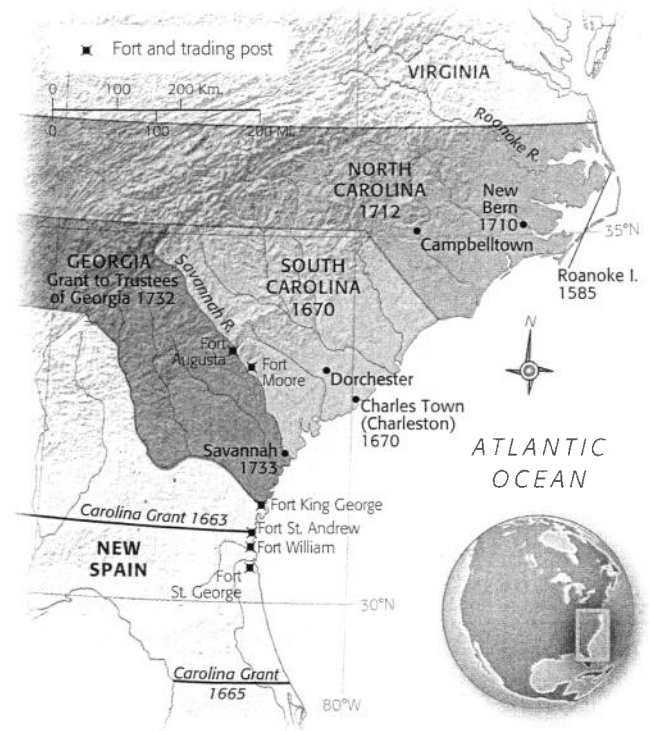 Fort and trading post
0 100 200 Km.
0 100 200 Mi.
VIRGINIA
Roanoke R.
NORTH
CAROLINA
1712
New
Bern
1710
35°N
Campbelltown
GEORGIA
Grant to Trustees
of Georgia 1732
Savannah R.
SOUTH
CAROLINA
1670
Roanoke I.
1585
N
Fort
Augusta
Fort
Moore
Dorchester
Charles Town
(Charleston)
1670
Savannah
1733
ATLANTIC
OCEAN
Fort King George
Carolina Grant 1663
Fort St. Andrew
Fort William
NEW
SPAIN
Fort
St. George
30°N
Carolina Grant
1665
80°W